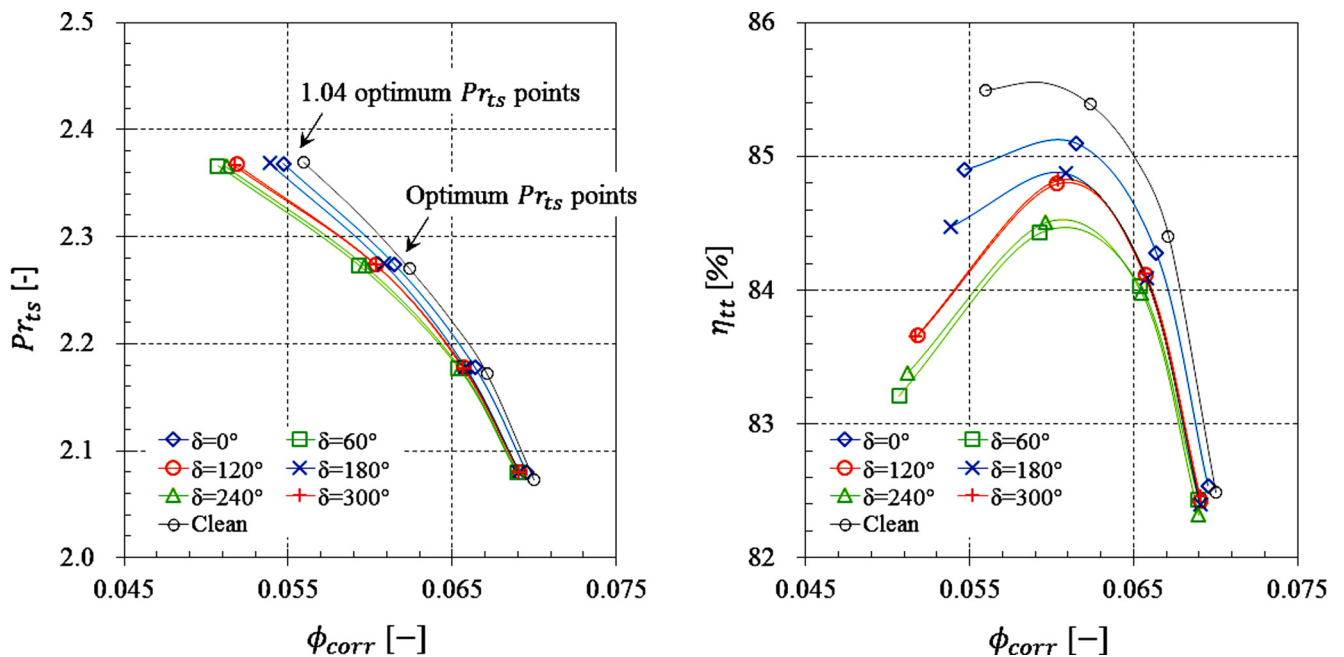 2.5
2.4
2.3
2.2
2.1
2.0
Pr_ts [-]
1.04 optimum Pr_ts points
Optimum Pr_ts points
δ=0° δ=60°
δ=120° δ=180°
δ=240° δ=300°
Clean
0.045 0.055 0.065 0.075
ϕ_corr [−]
86
85
84
83
82
η_tt [%]
δ=0° δ=60°
δ=120° δ=180°
δ=240° δ=300°
Clean
0.045 0.055 0.065 0.075
ϕ_corr [−]